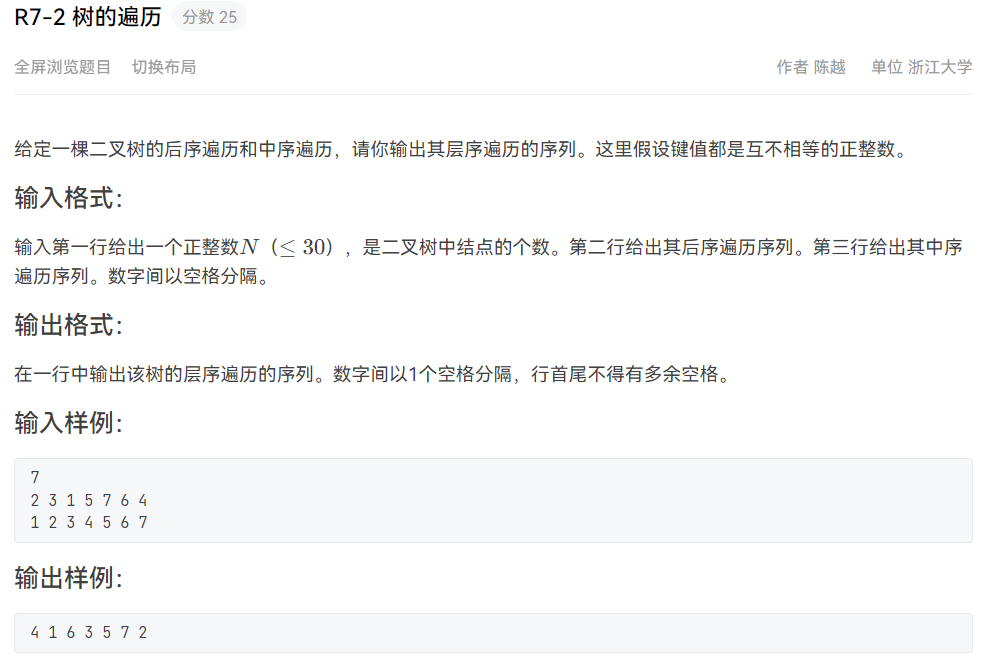 R7-2 树的遍历 分数 25
全屏浏览题目 切换布局 作者 陈越 单位 浙江大学
给定一棵二叉树的后序遍历和中序遍历，请你输出其层序遍历的序列。这里假设键值都是互不相等的正整数。
输入格式：
输入第一行给出一个正整数N（≤ 30），是二叉树中结点的个数。第二行给出其后序遍历序列。第三行给出其中序
遍历序列。数字间以空格分隔。
输出格式：
在一行中输出该树的层序遍历的序列。数字间以1个空格分隔，行首尾不得有多余空格。
输入样例：
7
2 3 1 5 7 6 4
1 2 3 4 5 6 7
输出样例：
4 1 6 3 5 7 2